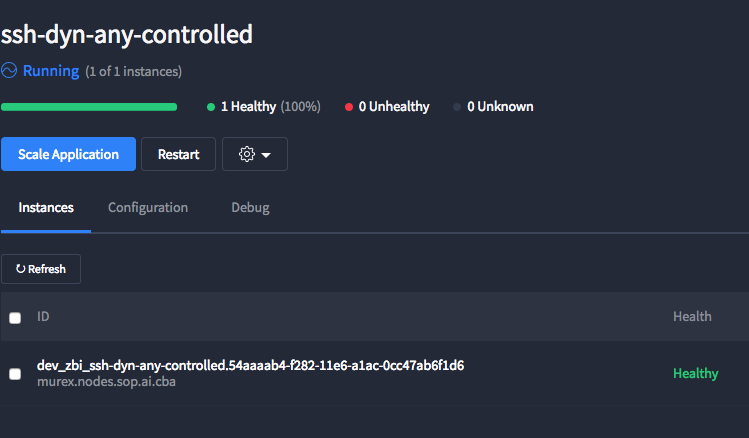 ssh-dyn-any-controlled
Running (1 of 1 instances)
1 Healthy (100%) 0 Unhealthy 0 Unknown
Scale Application Restart
Instances Configuration Debug
Refresh
ID Health
dev_zbi_ssh-dyn-any-controlled.54aaaab4-f282-11e6-a1ac-0cc47ab6f1d6 Healthy
murex.nodes.sop.ai.cba